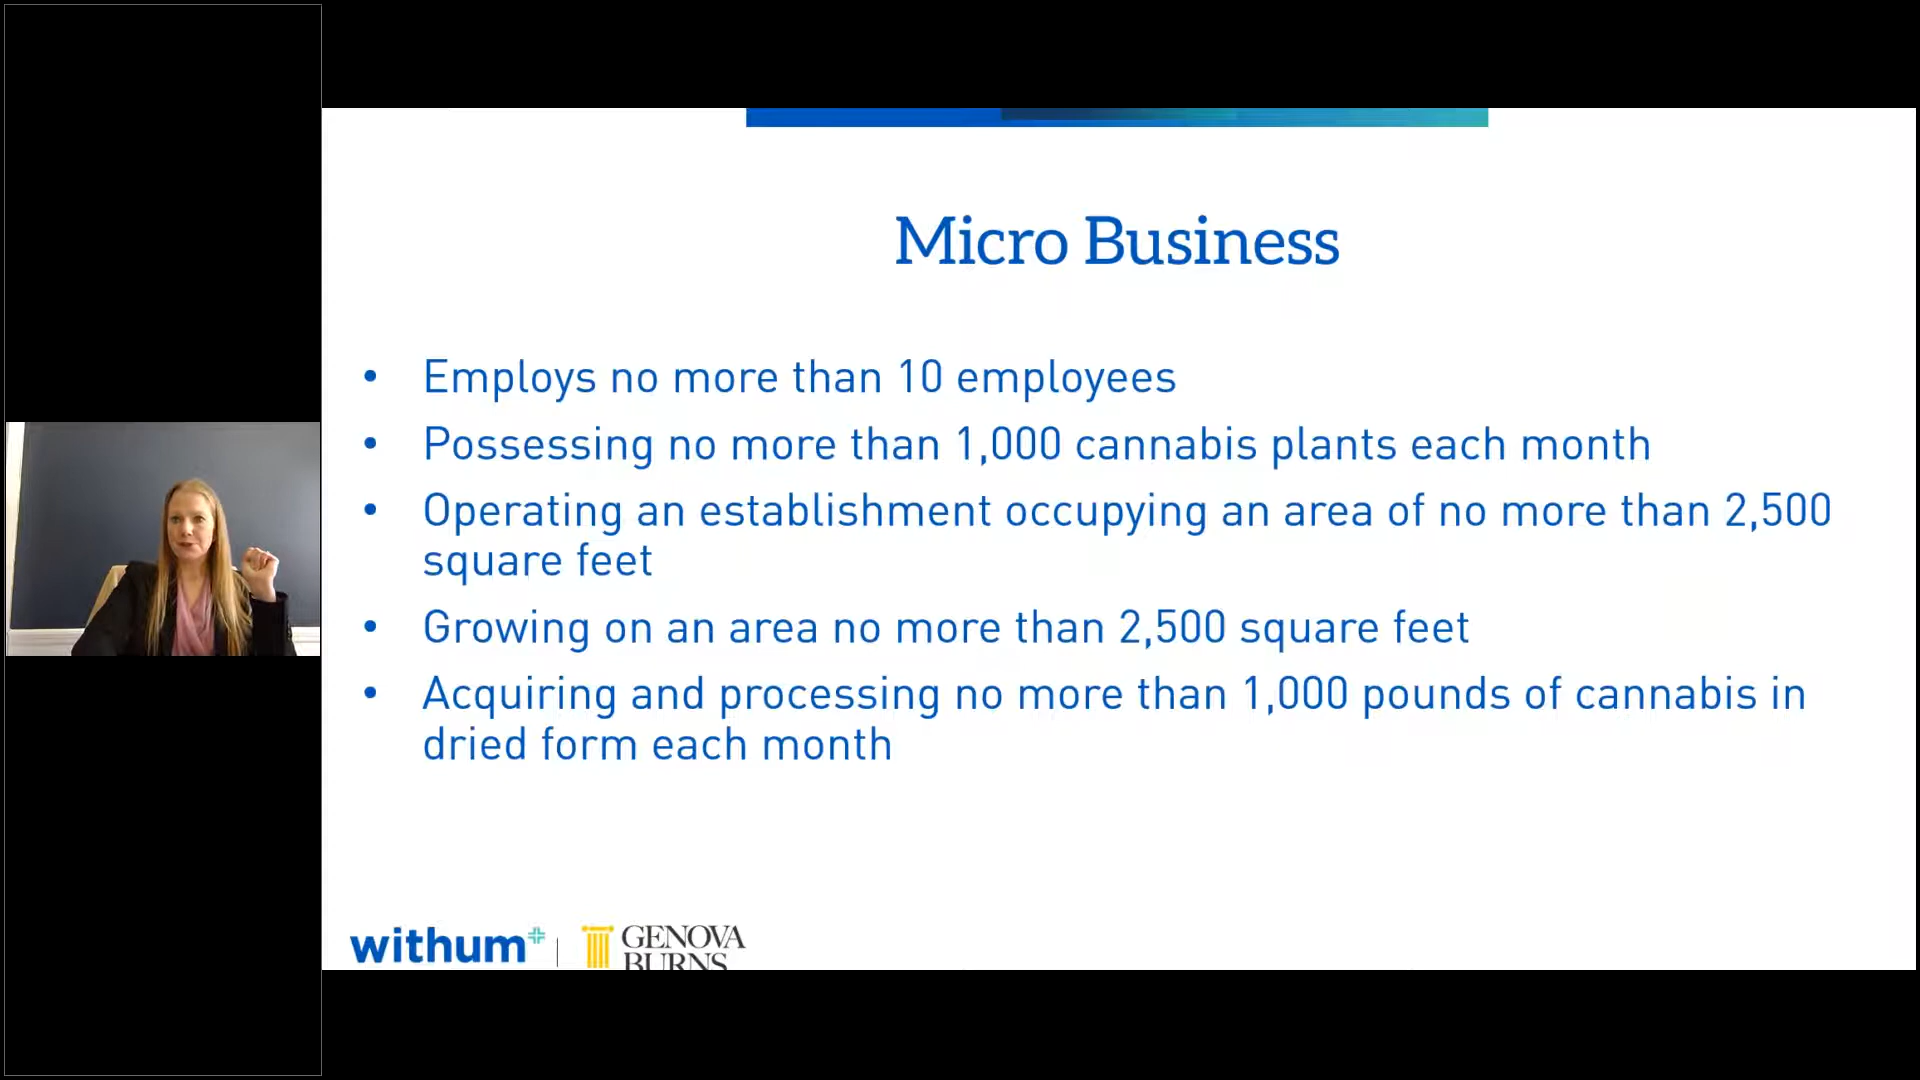 Micro Business
• Employs no more than 10 employees
• Possessing no more than 1,000 cannabis plants each month
• Operating an establishment occupying an area of no more than 2,500
square feet
• Growing on an area no more than 2,500 square feet
• Acquiring and processing no more than 1,000 pounds of cannabis in
dried form each month
withum+ | GENOVA
BURNS